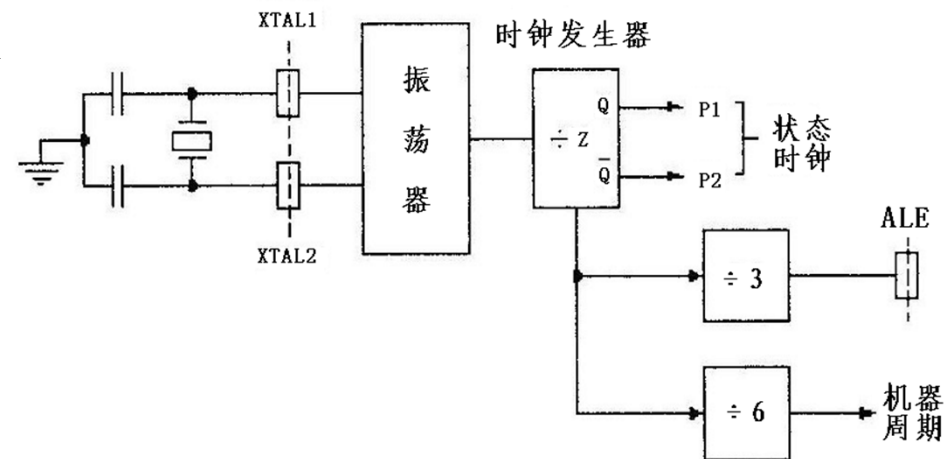 XTAL1
时钟发生器
振荡器
÷ Z
Q
P1
Q̅
P2
状态
时钟
XTAL2
ALE
÷ 3
÷ 6
机器
周期